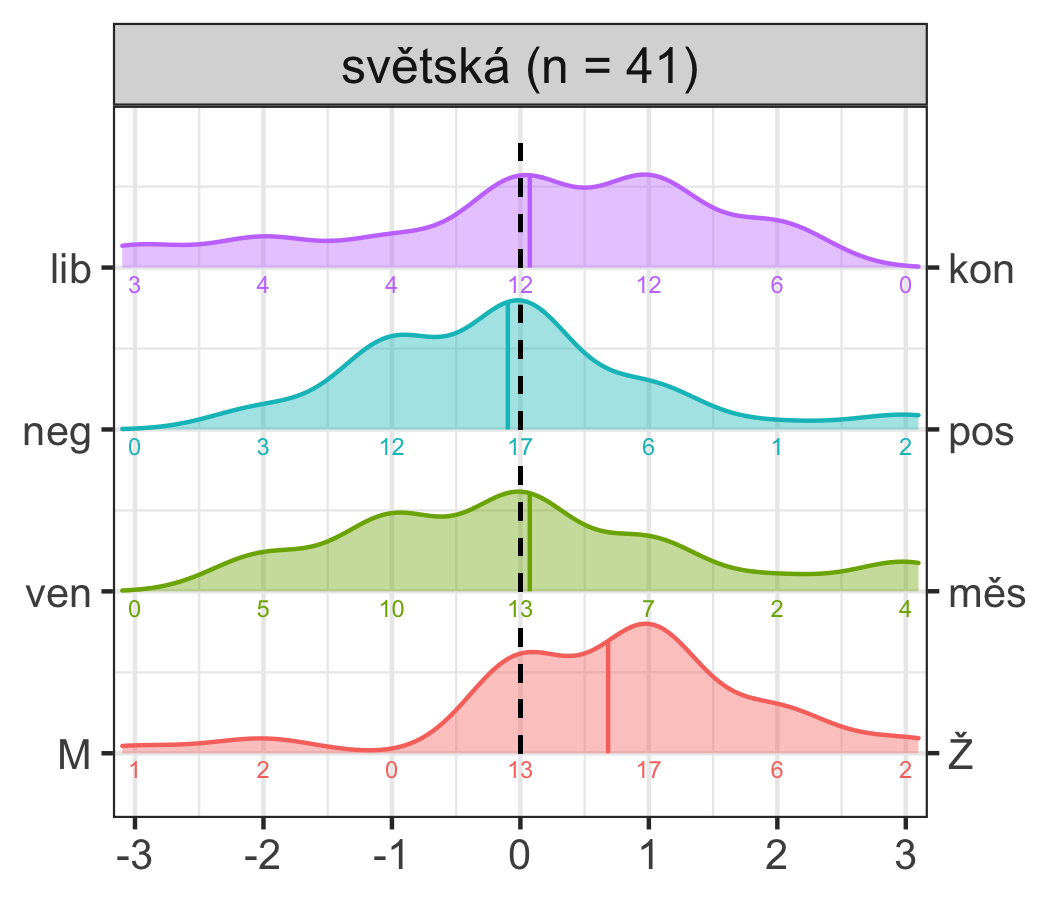 světská (n = 41)
lib kon
3 4 4 12 12 6 0
neg pos
0 3 12 17 6 1 2
ven měs
0 5 10 13 7 2 4
M Ž
1 2 0 13 17 6 2
-3 -2 -1 0 1 2 3